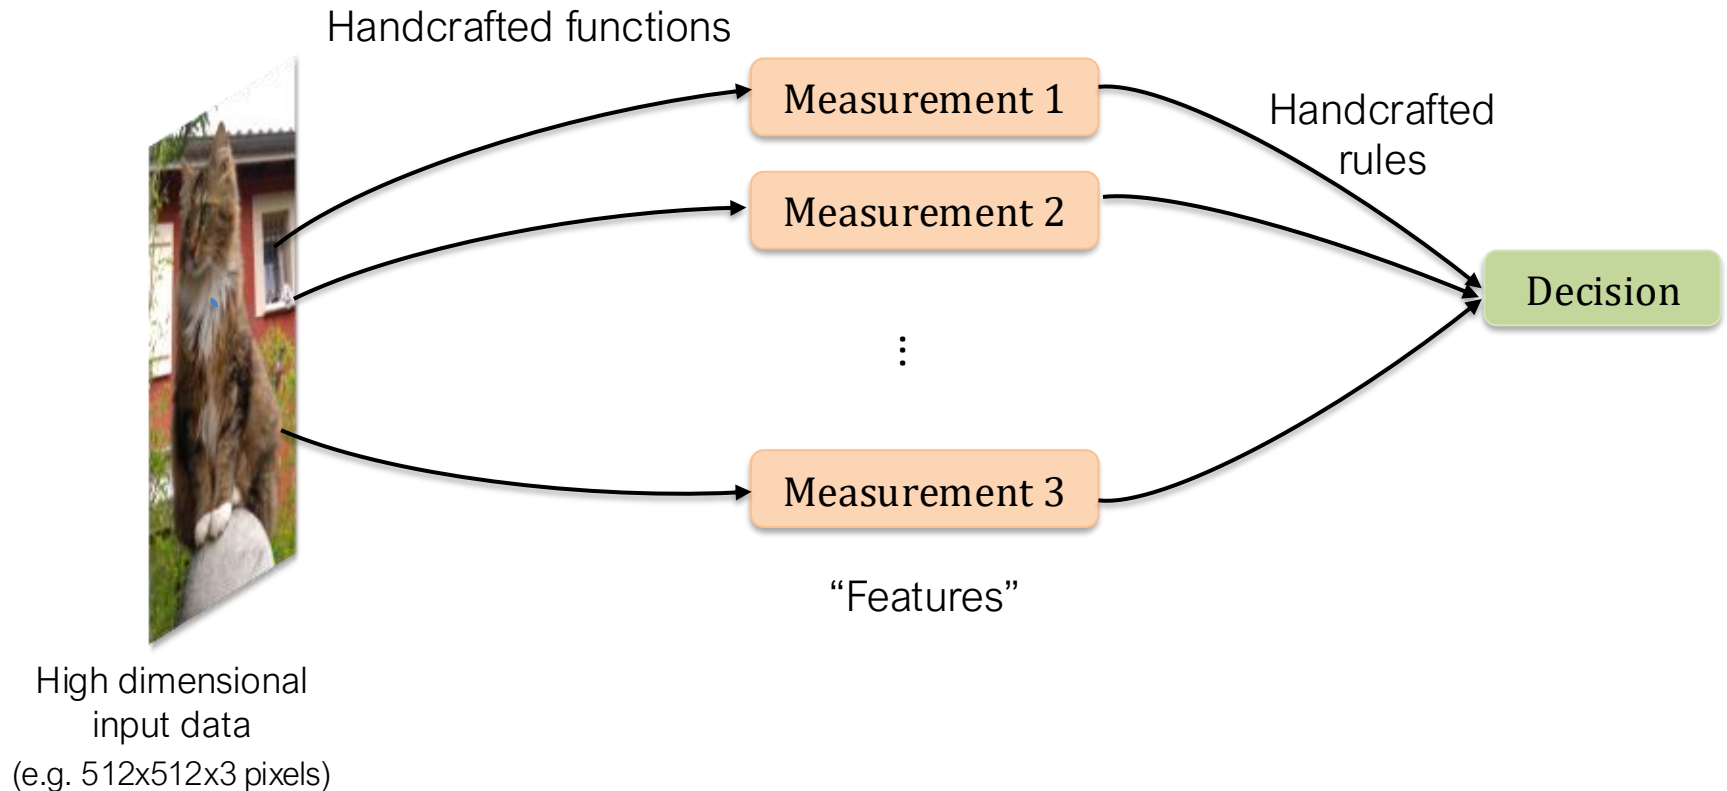 Handcrafted functions
Measurement 1
Handcrafted
rules
Measurement 2
Decision
⋮
Measurement 3
“Features”
High dimensional
input data
(e.g. 512x512x3 pixels)